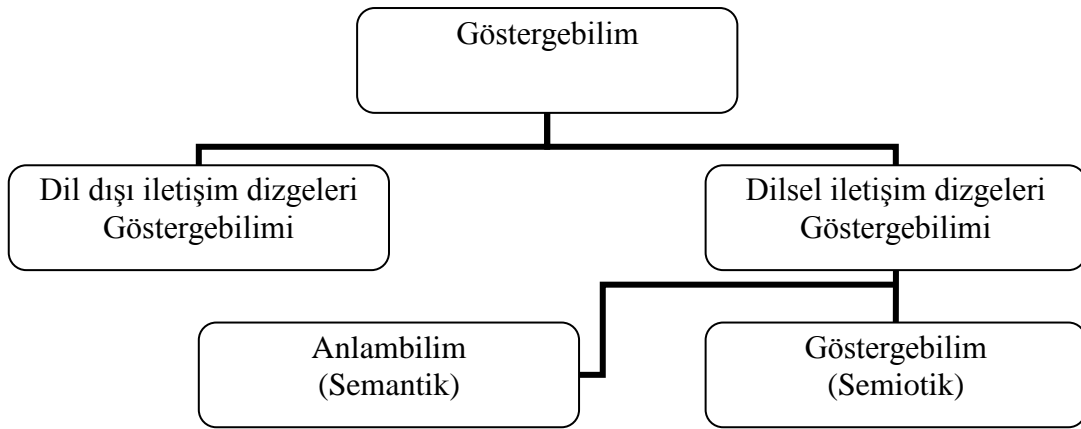 Göstergebilim
Dil dışı iletişim dizgeleri
Göstergebilimi
Dilsel iletişim dizgeleri
Göstergebilimi
Anlambilim
(Semantik)
Göstergebilim
(Semiotik)